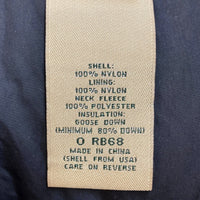 SHELL:
100% NYLON
LINING:
100% NYLON
NECK FLEECE
100% POLYESTER
INSULATION:
GOOSE DOWN
(MINIMUM 80% DOWN)
O RB68
MADE IN CHINA
(SHELL FROM USA)
CARE ON REVERSE